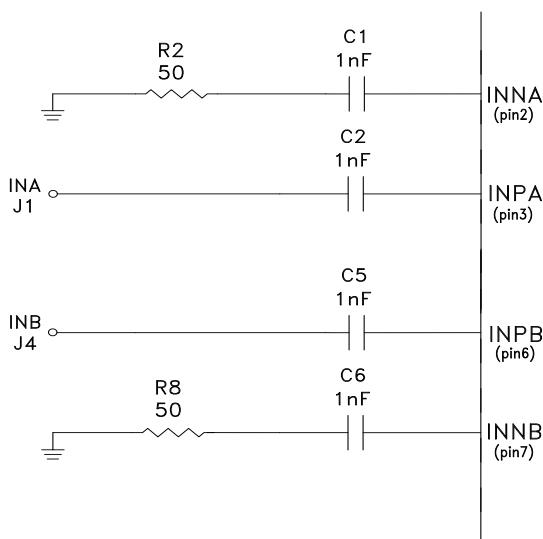 C1
1nF
R2
50
INNA
(pin2)
C2
1nF
INA
J1
INPA
(pin3)
C5
1nF
INB
J4
INPB
(pin6)
C6
1nF
R8
50
INNB
(pin7)